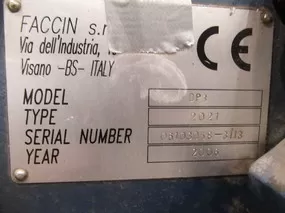 FACCIN s.r
Via dell'Industria,
Visano -BS- ITALY
CE
MODEL
TYPE 2021
SERIAL NUMBER
YEAR